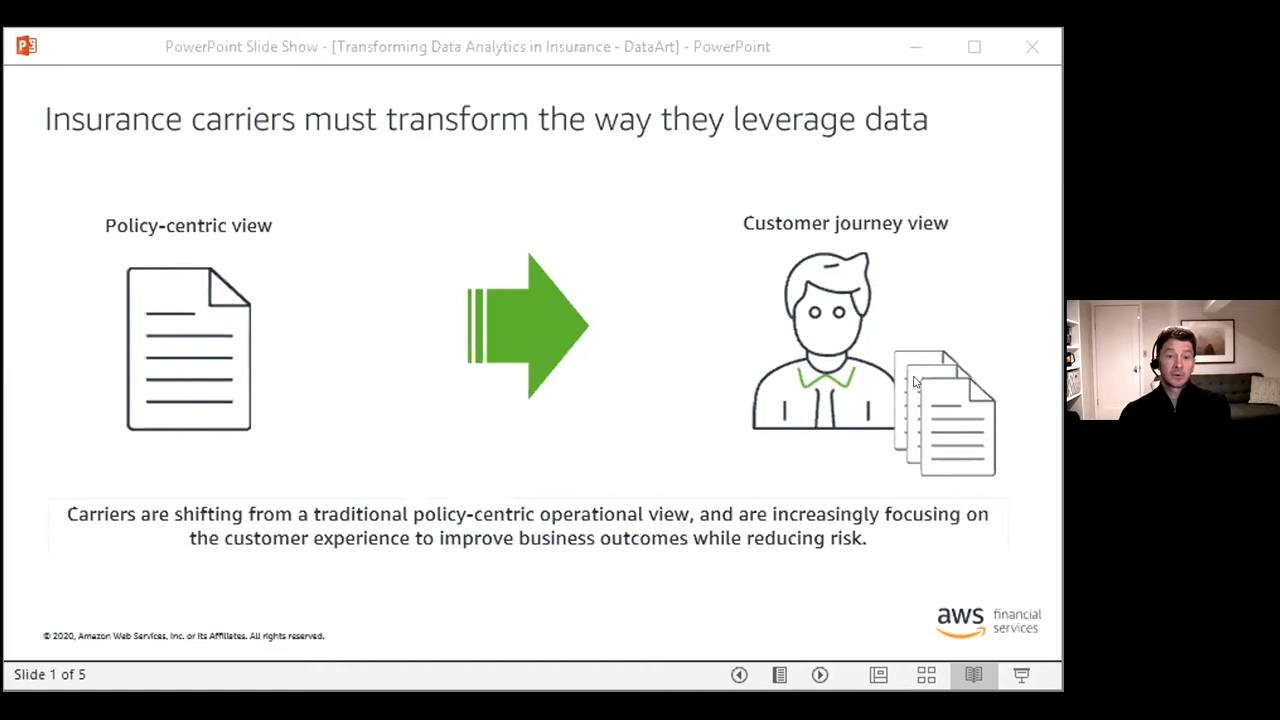 PowerPoint Slide Show - [Transforming Data Analytics in Insurance - DataArt] - PowerPoint
Insurance carriers must transform the way they leverage data
Policy-centric view
Customer journey view
Carriers are shifting from a traditional policy-centric operational view, and are increasingly focusing on
the customer experience to improve business outcomes while reducing risk.
© 2020, Amazon Web Services, Inc. or its Affiliates. All rights reserved.
aws financial
services
Slide 1 of 5